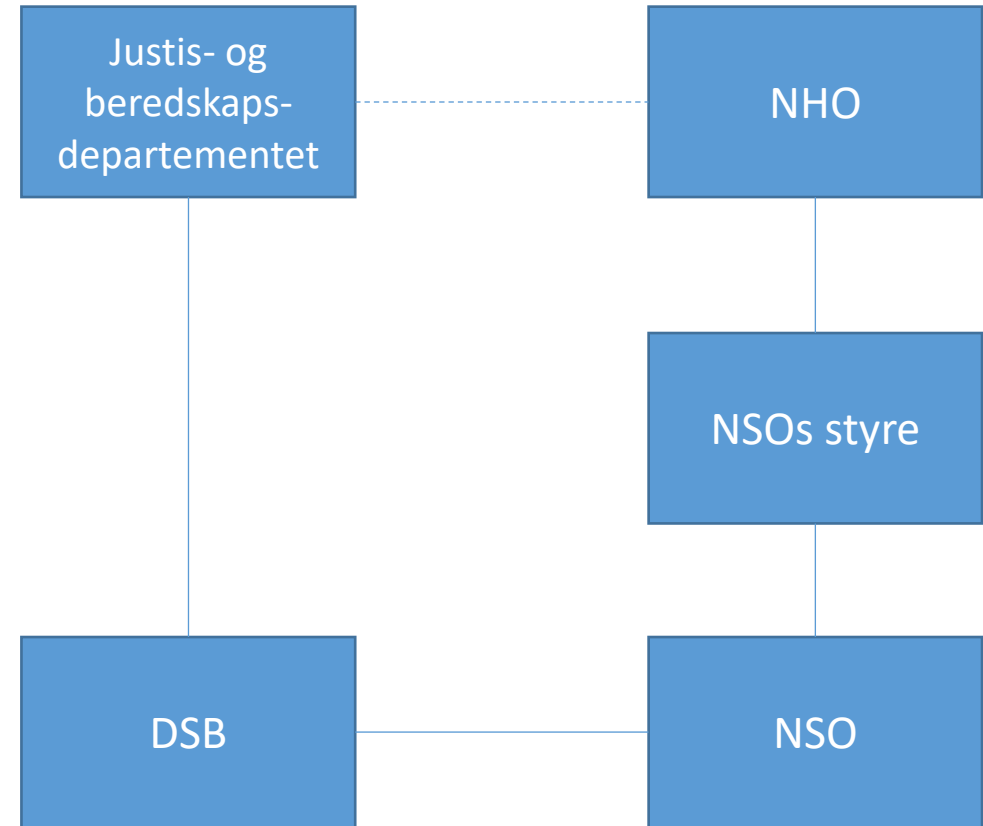 Justis- og
beredskaps-
departementet
NHO
NSOs styre
DSB
NSO